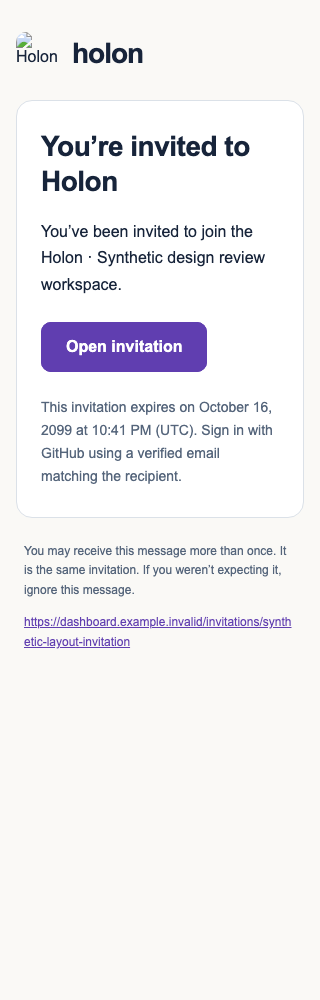 Holon
holon
You’re invited to
Holon
You’ve been invited to join the
Holon · Synthetic design review
workspace.
Open invitation
This invitation expires on October 16,
2099 at 10:41 PM (UTC). Sign in with
GitHub using a verified email
matching the recipient.
You may receive this message more than once. It
is the same invitation. If you weren’t expecting it,
ignore this message.
https://dashboard.example.invalid/invitations/synth
etic-layout-invitation